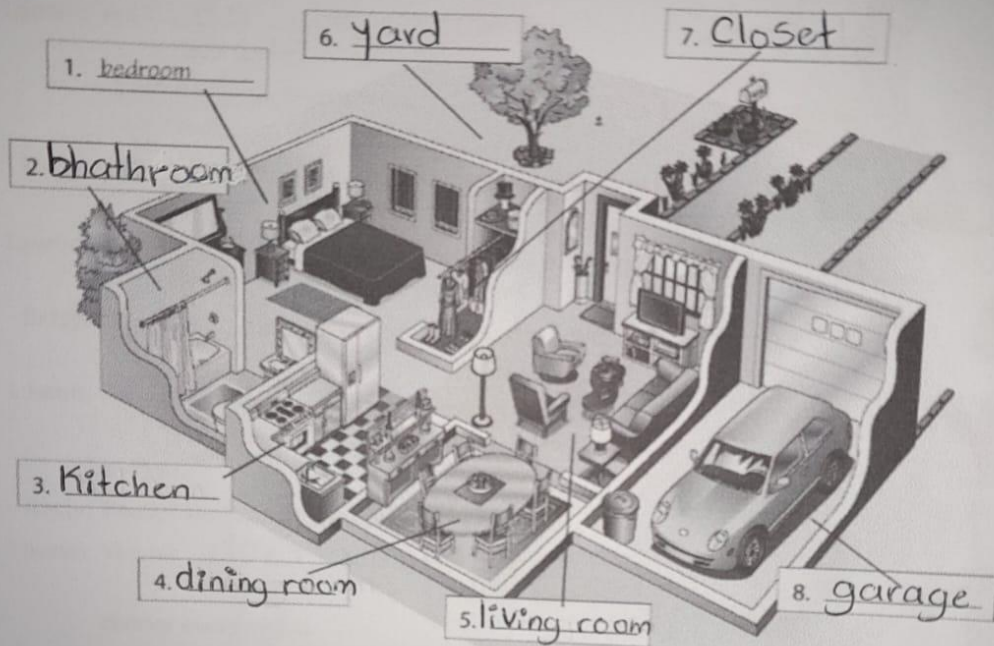 6. yard
7. Closet
1. bedroom
2. bhathroom
3. Kitchen
4. dining room
5. living room
8. garage